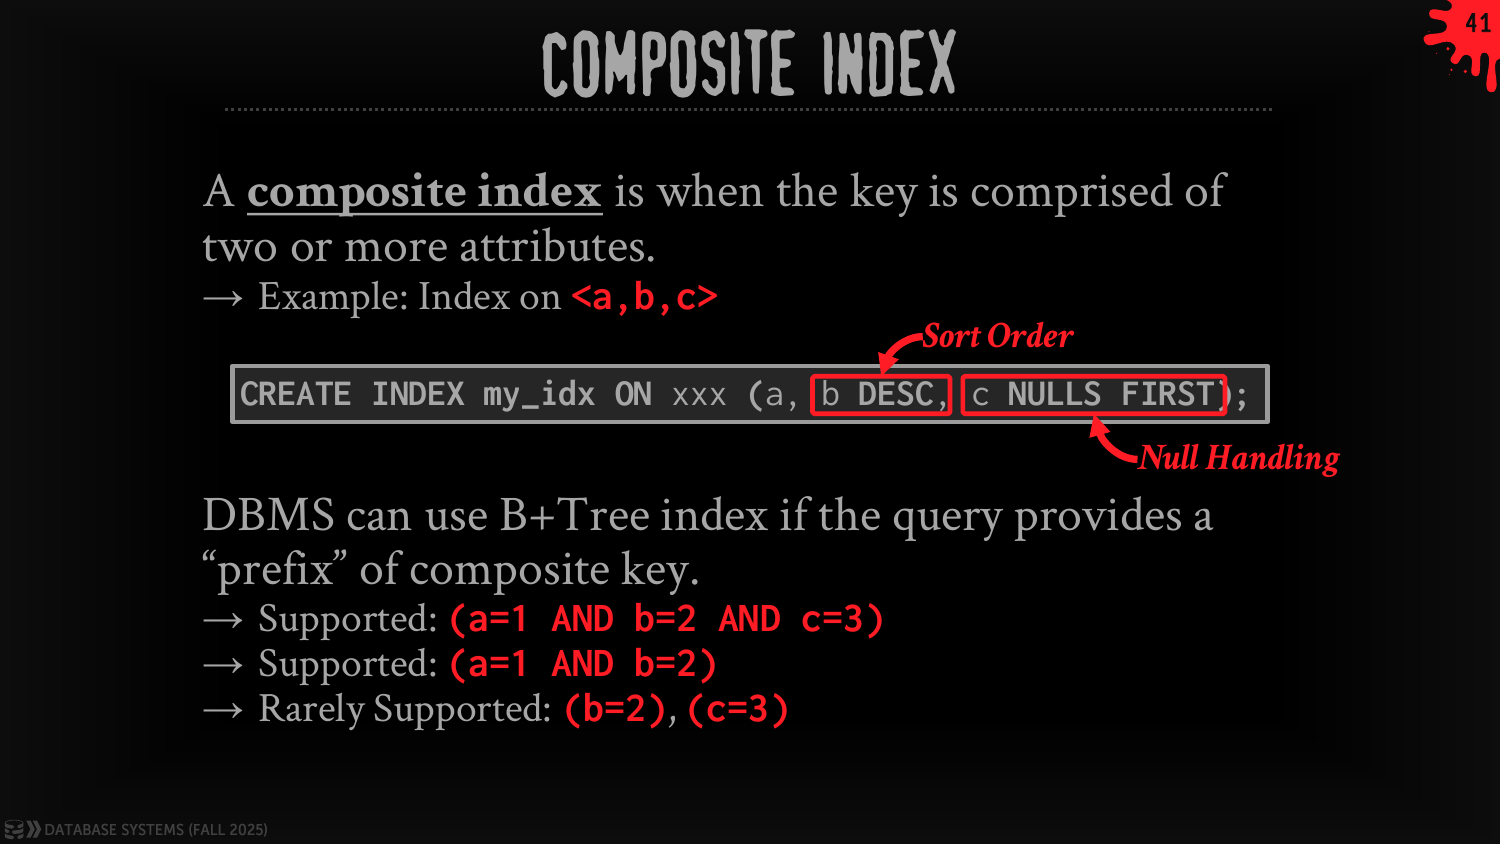 41
COMPOSITE INDEX
A composite index is when the key is comprised of
two or more attributes.
→ Example: Index on <a,b,c>
Sort Order
CREATE INDEX my_idx ON xxx (a, b DESC, c NULLS FIRST);
Null Handling
DBMS can use B+Tree index if the query provides a
“prefix” of composite key.
→ Supported: (a=1 AND b=2 AND c=3)
→ Supported: (a=1 AND b=2)
→ Rarely Supported: (b=2), (c=3)
DATABASE SYSTEMS (FALL 2025)